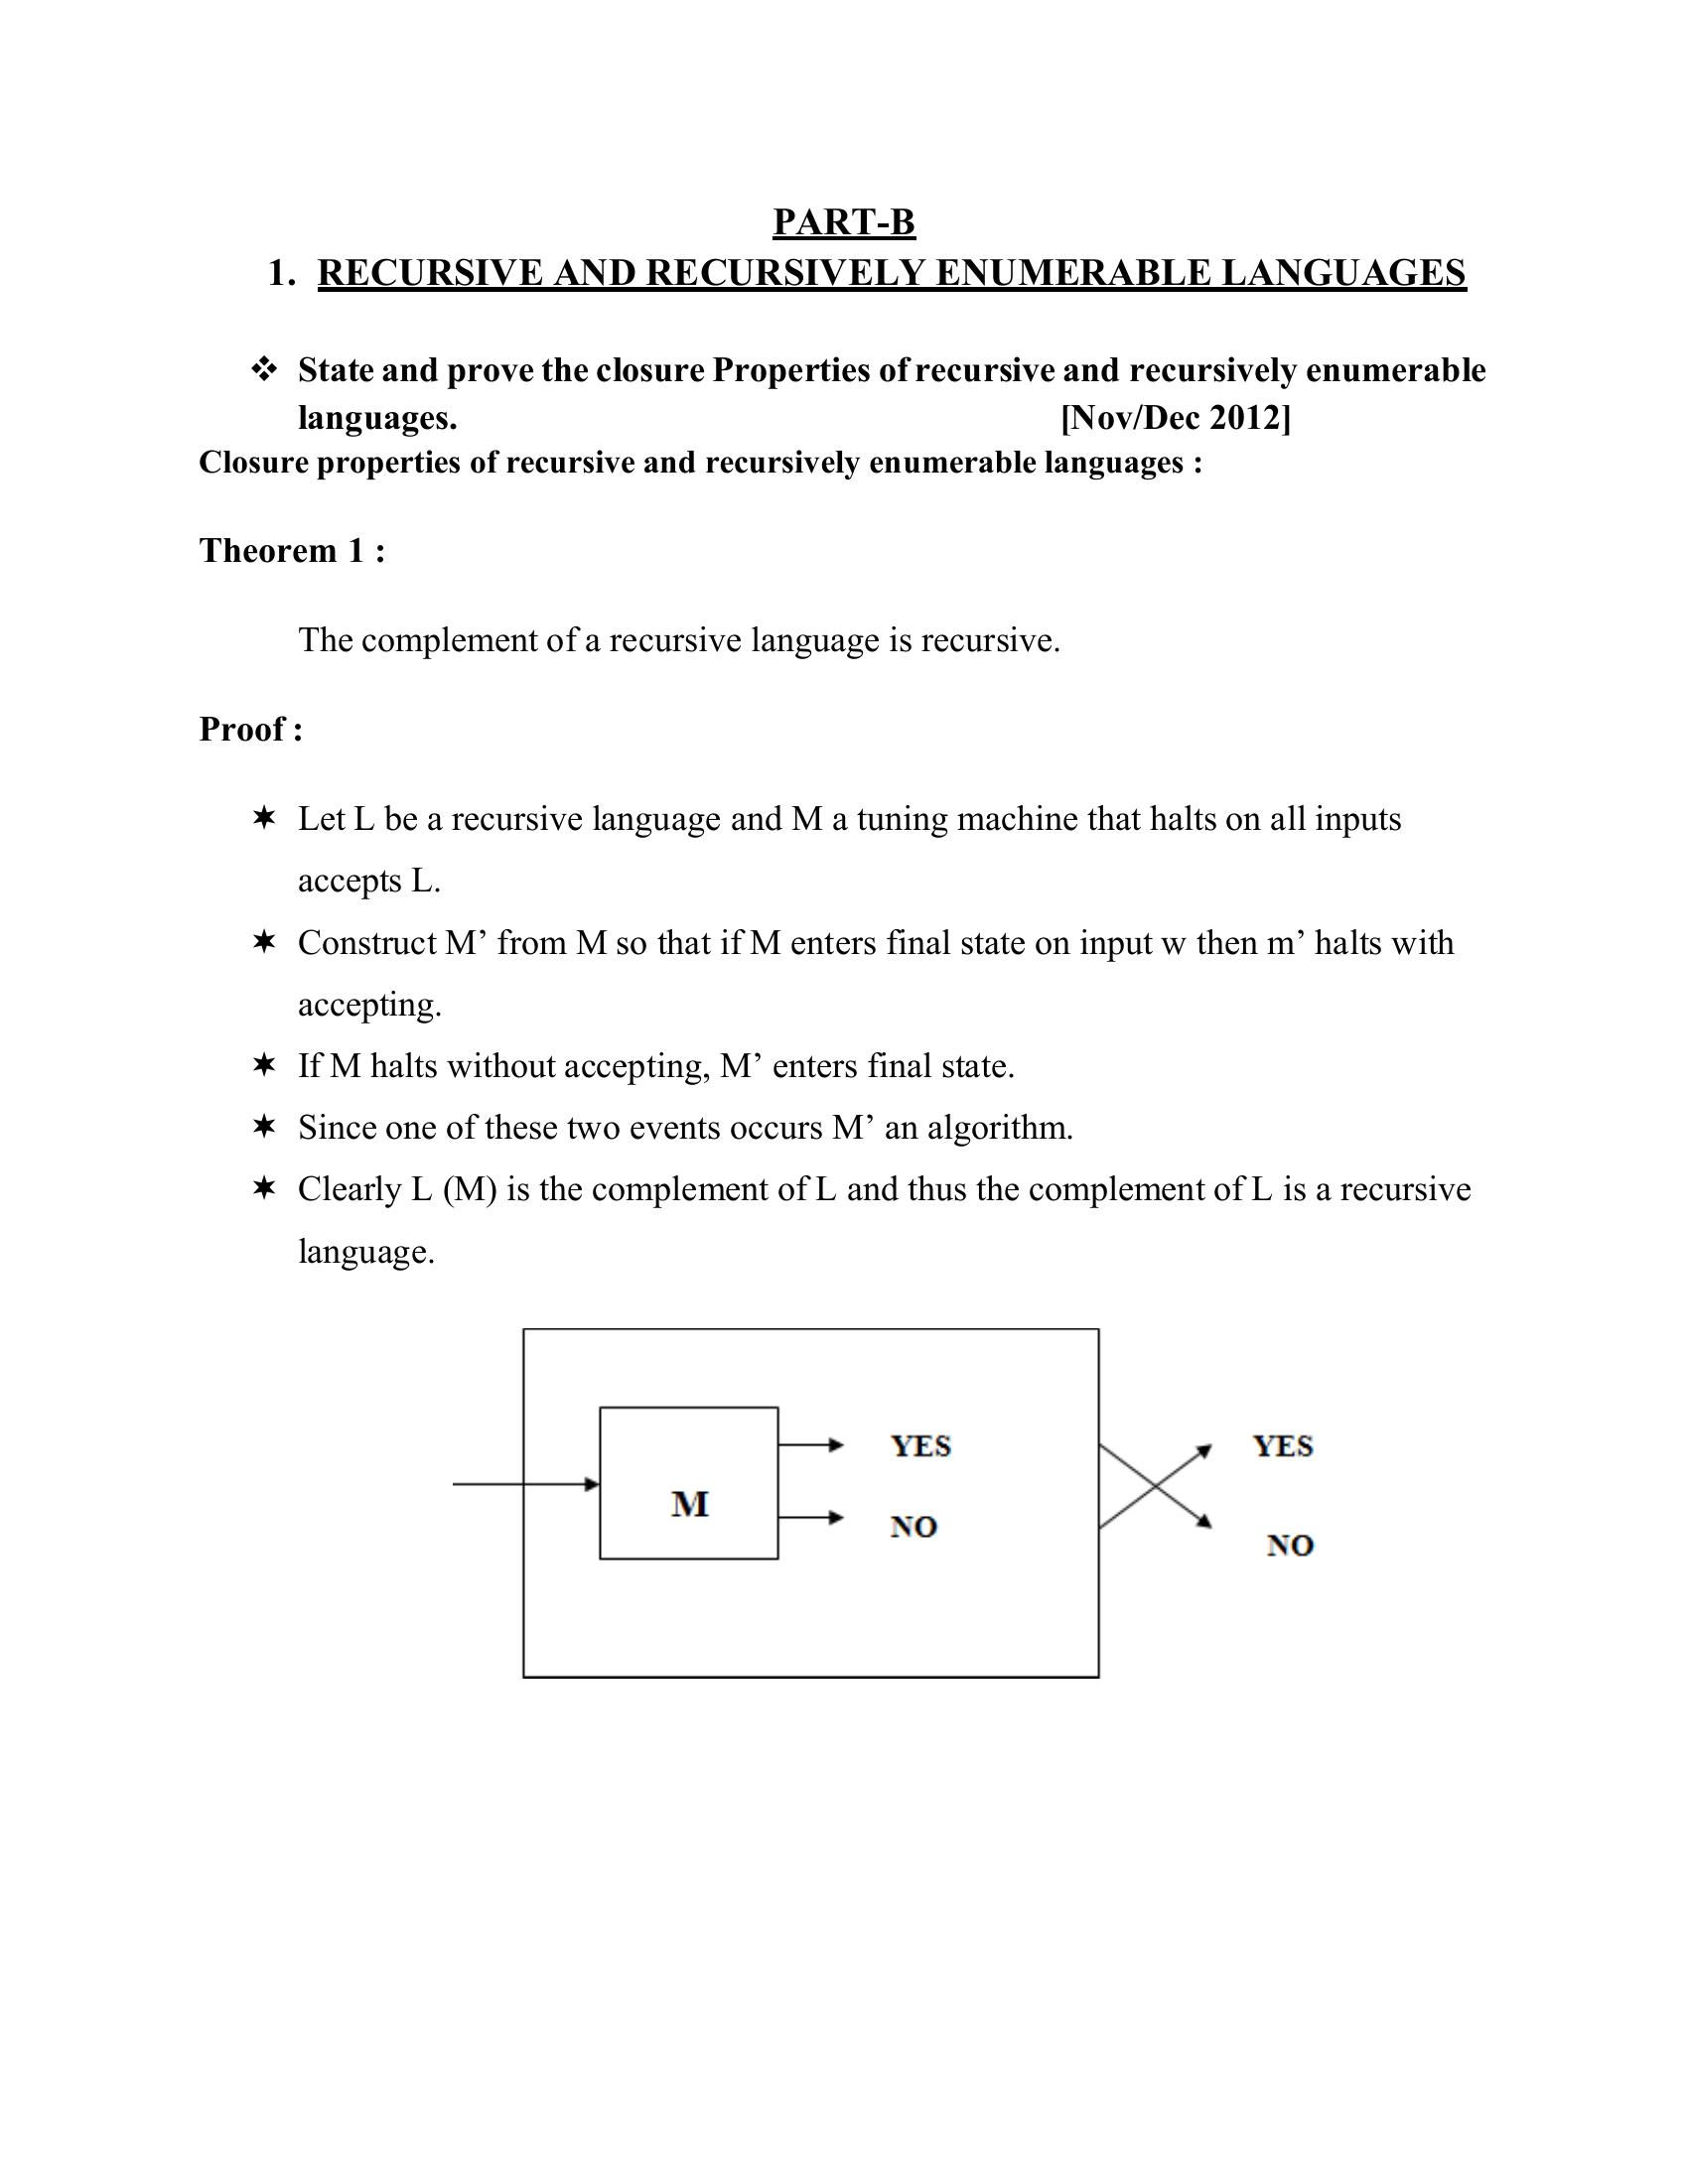 PART-B
1. RECURSIVE AND RECURSIVELY ENUMERABLE LANGUAGES
❖ State and prove the closure Properties of recursive and recursively enumerable
languages. [Nov/Dec 2012]
Closure properties of recursive and recursively enumerable languages :
Theorem 1 :
The complement of a recursive language is recursive.
Proof :
✶ Let L be a recursive language and M a tuning machine that halts on all inputs
accepts L.
✶ Construct M’ from M so that if M enters final state on input w then m’ halts with
accepting.
✶ If M halts without accepting, M’ enters final state.
✶ Since one of these two events occurs M’ an algorithm.
✶ Clearly L (M) is the complement of L and thus the complement of L is a recursive
language.
YES YES
M
NO
NO